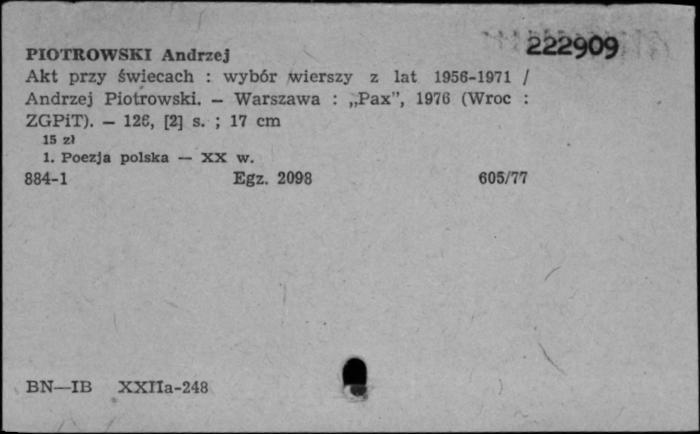 222909
PIOTROWSKI Andrzej
Akt przy świecach : wybór wierszy z lat 1956-1971 /
Andrzej Piotrowski. — Warszawa : „Pax”, 1976 (Wroc :
ZGPiT). — 126, [2] s. ; 17 cm
15 zł
1. Poezja polska — XX w.
884-1 Egz. 2098 605/77
BN—IB XXIIa-248